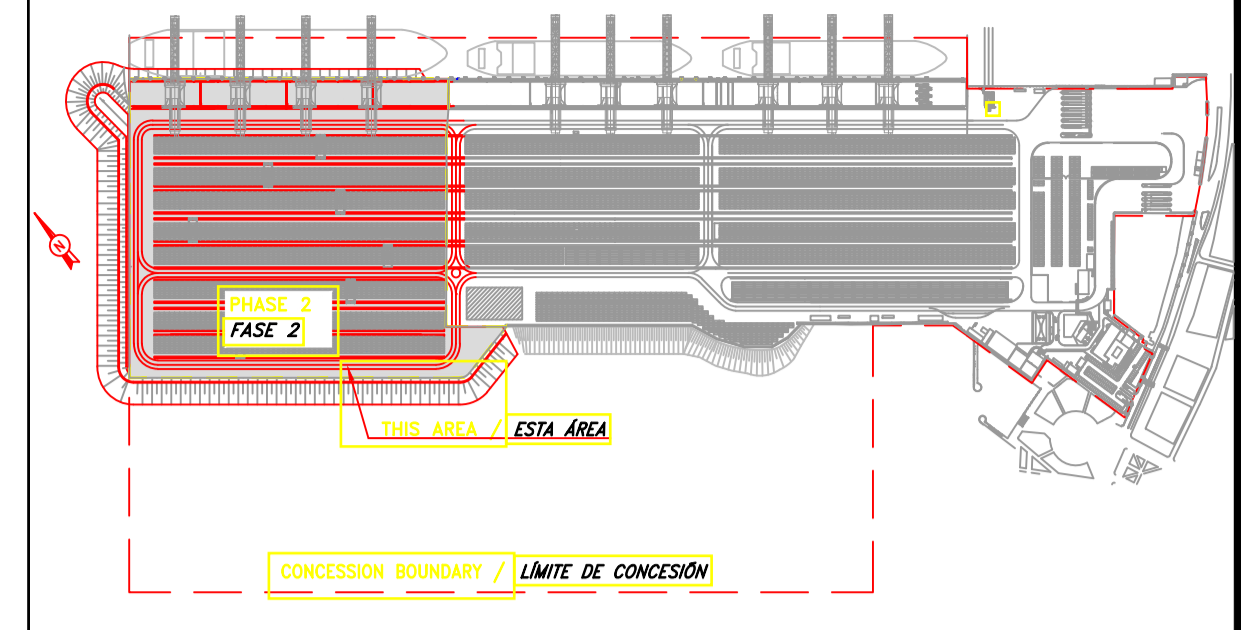 N
PHASE 2
FASE 2
THIS AREA / ESTA ÁREA
CONCESSION BOUNDARY / LÍMITE DE CONCESIÓN